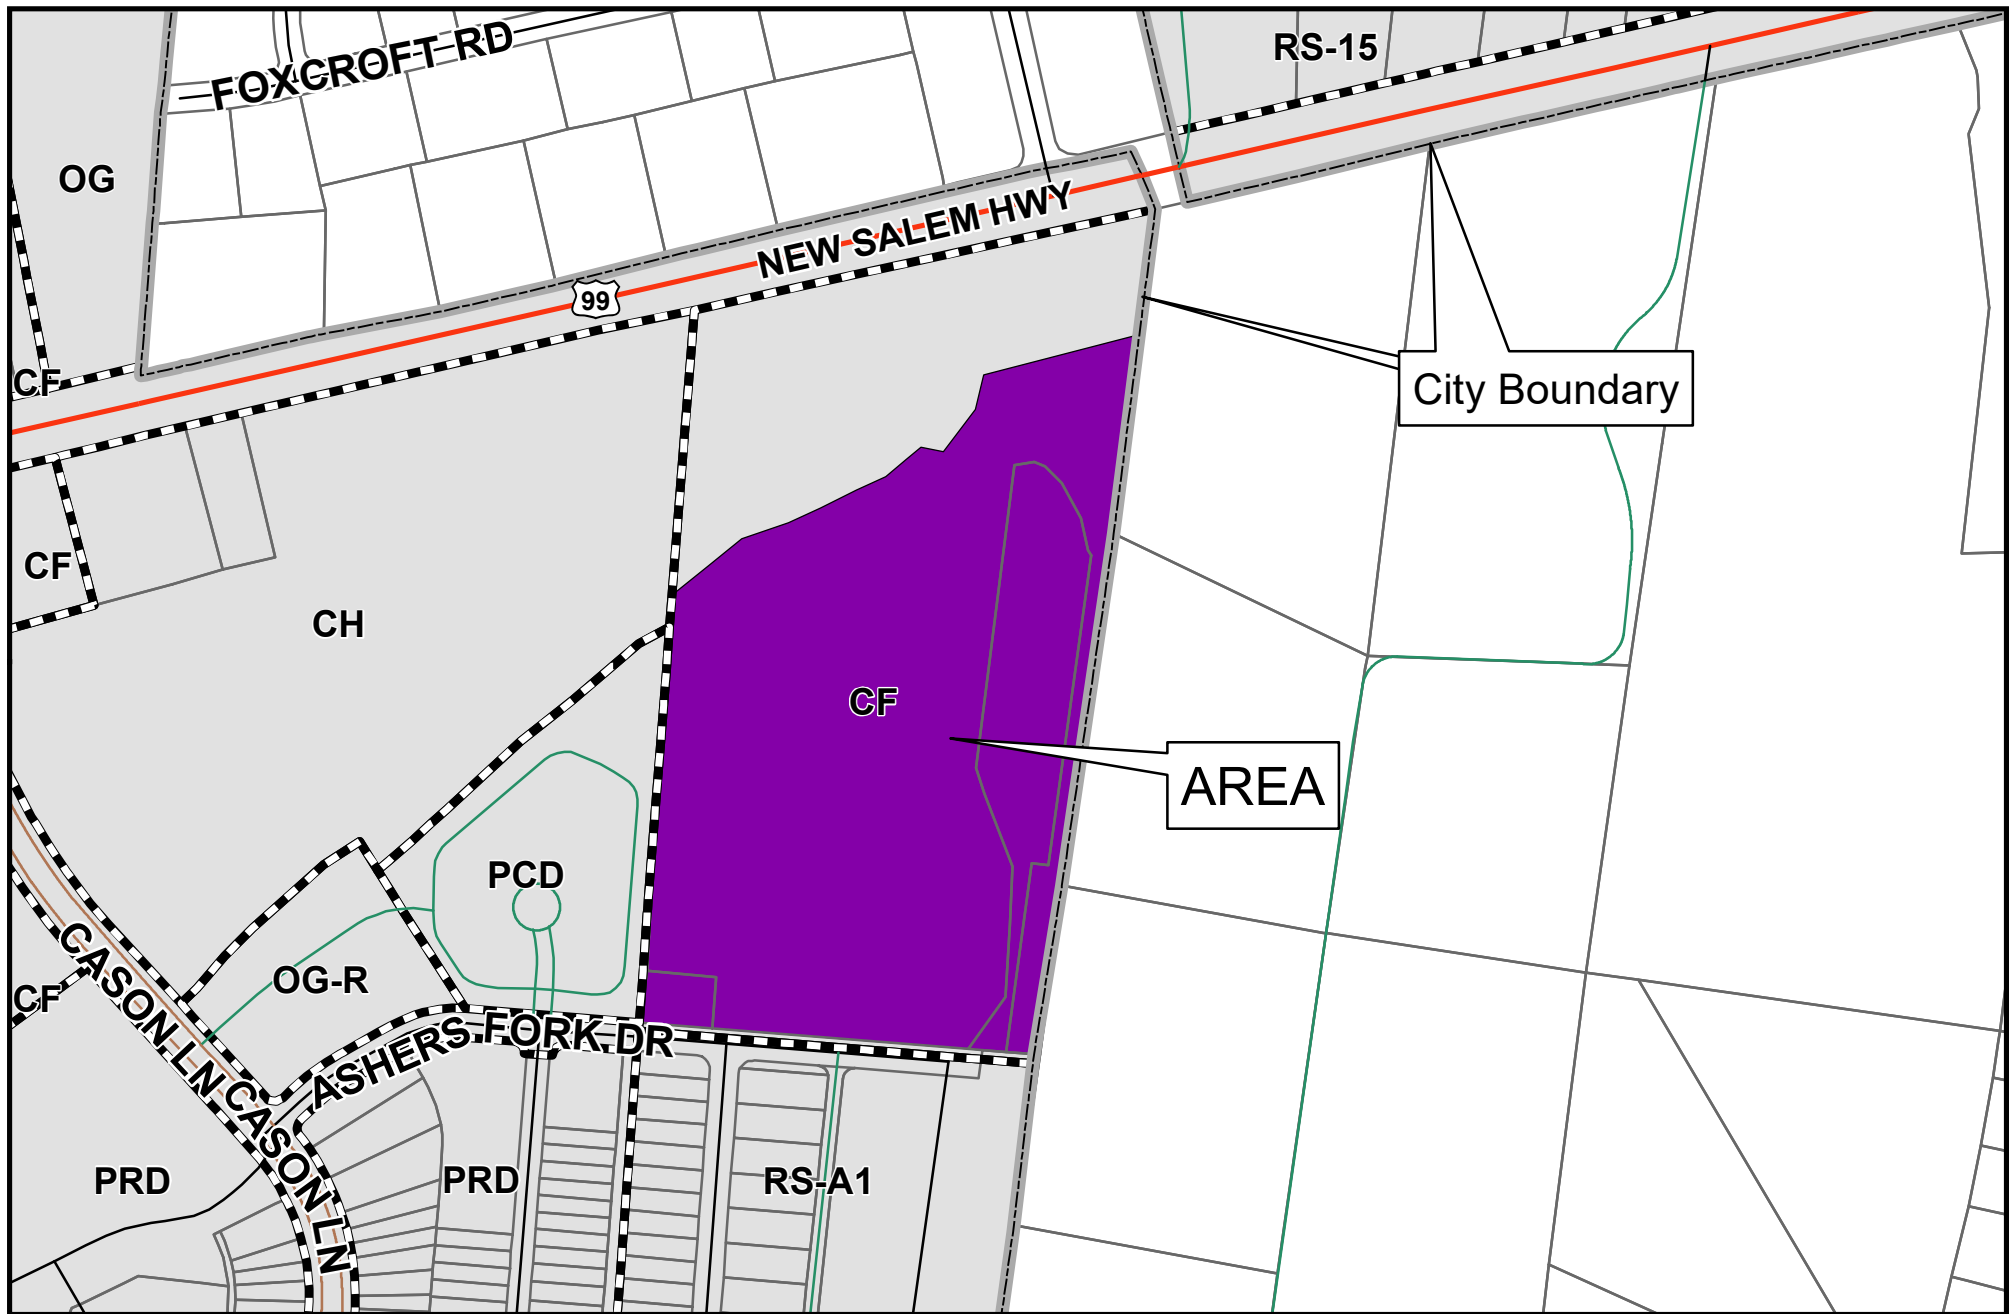 FOXCROFT RD
RS-15
OG
NEW SALEM HWY
99
CF
City Boundary
CF
CH
CF
AREA
PCD
OG-R
CF
CASON LN
ASHERS FORK DR
CASON LN
PRD
PRD
RS-A1